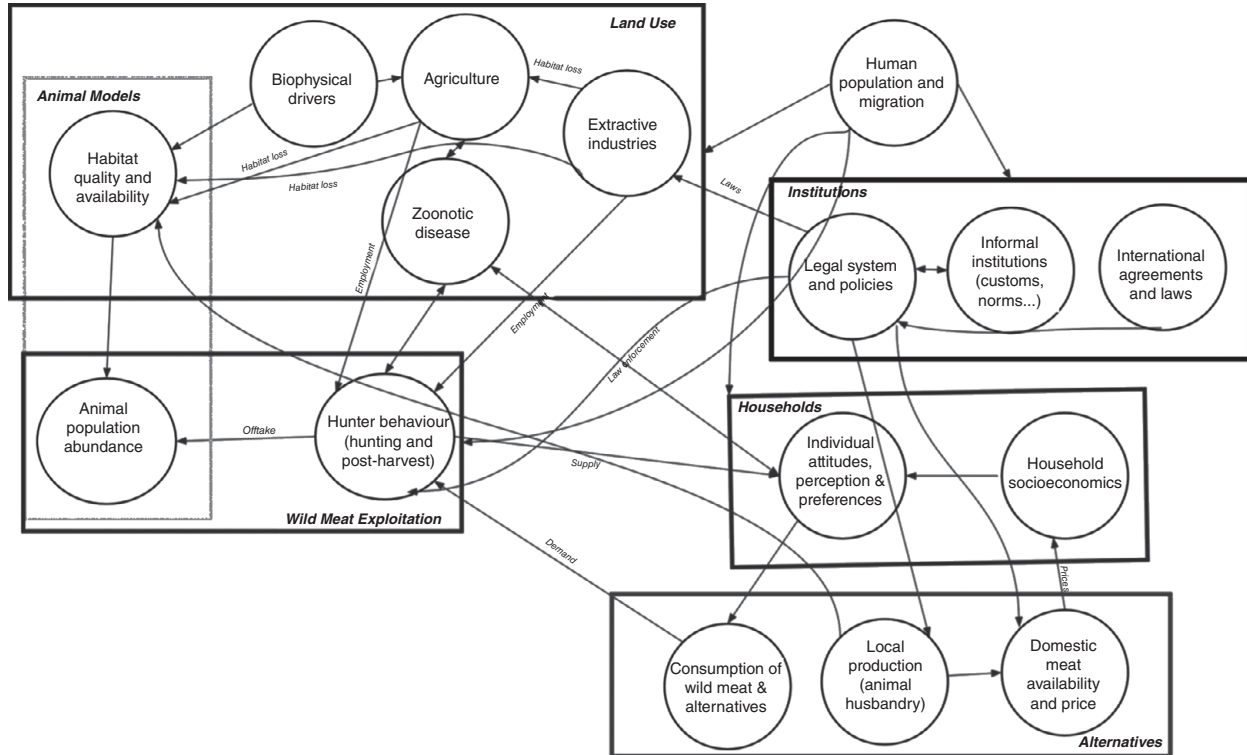 Land Use
Biophysical
drivers
Agriculture
Habitat loss
Extractive
industries
Human
population and
migration
Animal Models
Habitat
quality and
availability
Habitat loss
Habitat loss
Zoonotic
disease
Employment
Employment
Laws
Institutions
Legal system
and policies
Informal
institutions
(customs,
norms...)
International
agreements
and laws
Law enforcement
Animal
population
abundance
Offtake
Hunter behaviour
(hunting and
post-harvest)
Supply
Wild Meat Exploitation
Households
Individual
attitudes,
perception &
preferences
Household
socioeconomics
Demand
Prices
Consumption of
wild meat &
alternatives
Local
production
(animal
husbandry)
Domestic
meat
availability
and price
Alternatives